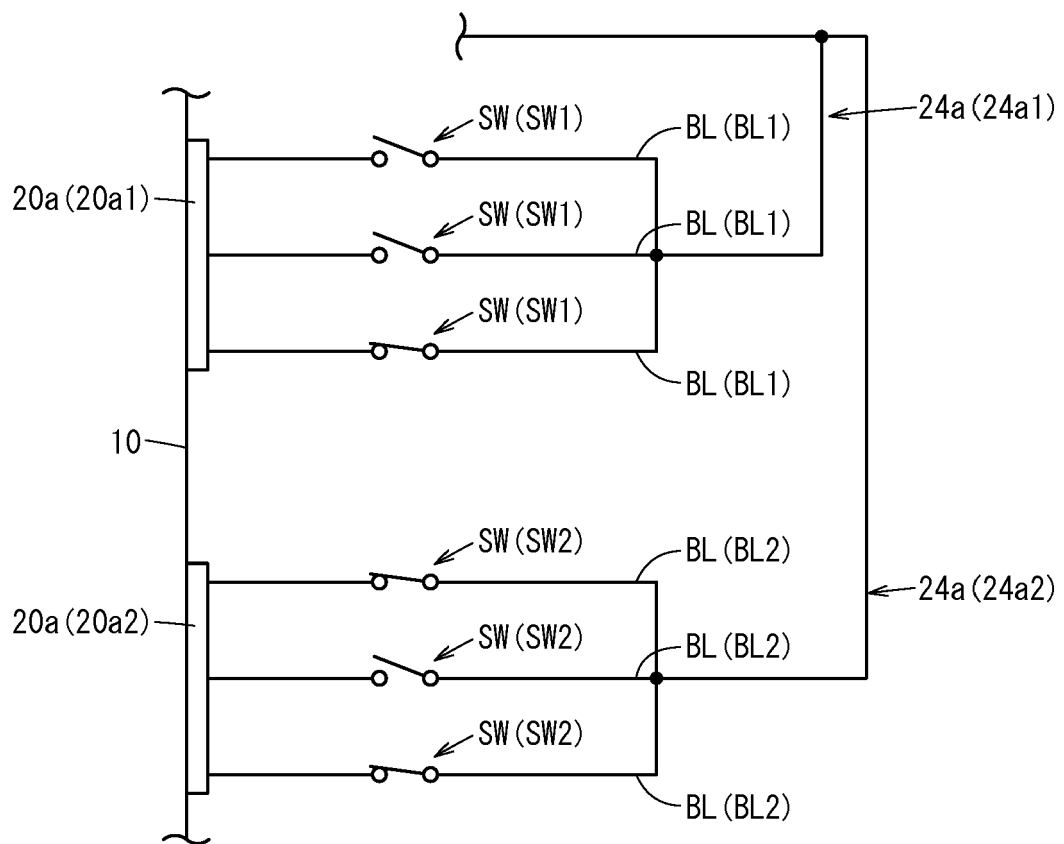 SW(SW1)
BL(BL1)
24a(24a1)
20a(20a1)
SW(SW1)
BL(BL1)
SW(SW1)
BL(BL1)
10
SW(SW2)
BL(BL2)
24a(24a2)
20a(20a2)
SW(SW2)
BL(BL2)
SW(SW2)
BL(BL2)